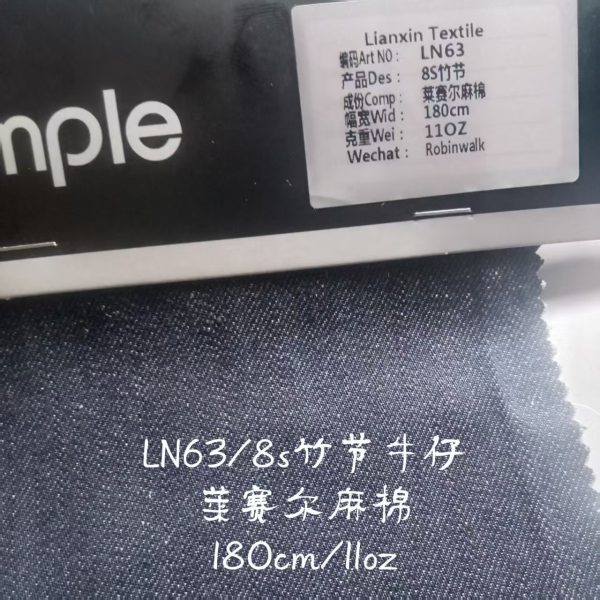 mple
Lianxin Textile
编码Art NO： LN63
产品Des： 8S竹节
成份Comp： 莱赛尔麻棉
幅宽Wid： 180cm
克重Wei： 11OZ
Wechat： Robinwalk
LN63/8s竹节牛仔
莱赛尔麻棉
180cm/11oz